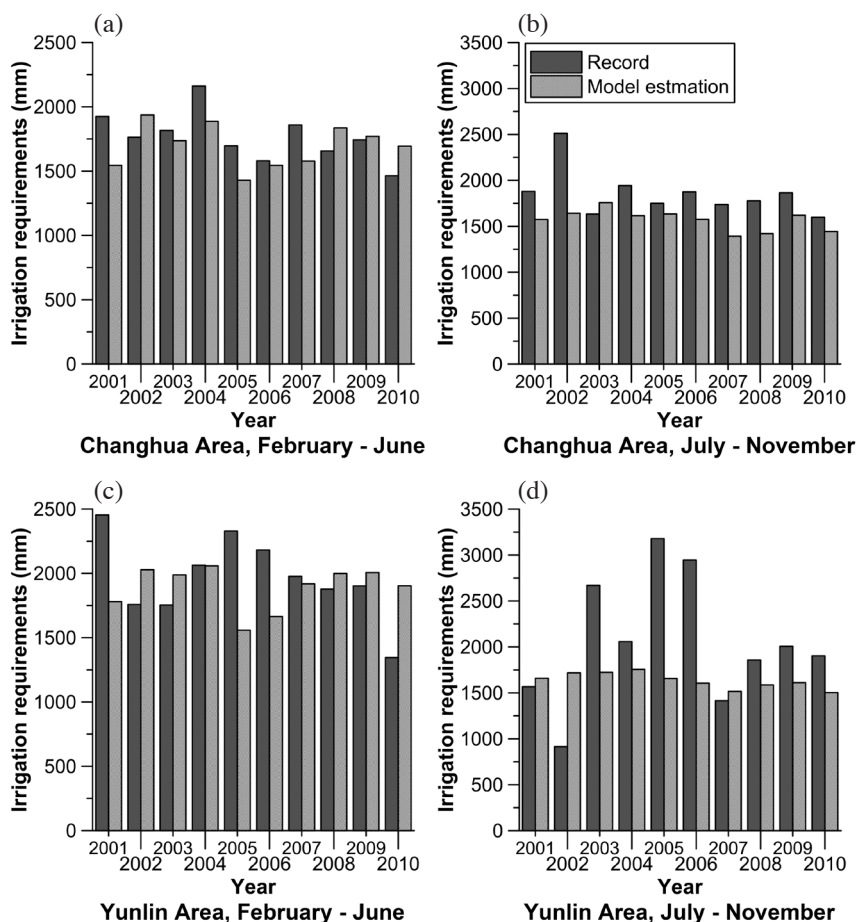 (a)
Irrigation requirements (mm)
2500
2000
1500
1000
500
0
2001 2003 2005 2007 2009
2002 2004 2006 2008 2010
Year
Changhua Area, February - June
(b)
Irrigation requirements (mm)
3500
3000
2500
2000
1500
1000
500
0
Record
Model estmation
2001 2003 2005 2007 2009
2002 2004 2006 2008 2010
Year
Changhua Area, July - November
(c)
Irrigation requirements (mm)
2500
2000
1500
1000
500
0
2001 2003 2005 2007 2009
2002 2004 2006 2008 2010
Year
Yunlin Area, February - June
(d)
Irrigation requirements (mm)
3500
3000
2500
2000
1500
1000
500
0
2001 2003 2005 2007 2009
2002 2004 2006 2008 2010
Year
Yunlin Area, July - November